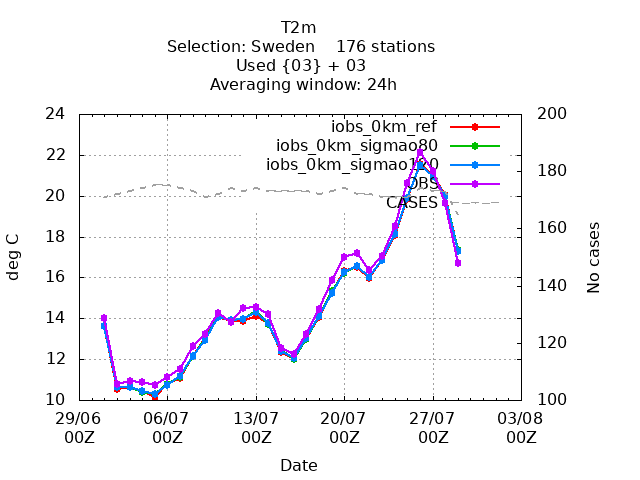 T2m
Selection: Sweden    176 stations
Used {03} + 03
Averaging window: 24h
24
22
20
18
16
14
12
10
deg C
200
180
160
140
120
100
No cases
iobs_0km_ref
iobs_0km_sigmao80
iobs_0km_sigmao120
OBS
CASES
29/06 06/07 13/07 20/07 27/07 03/08
00Z 00Z 00Z 00Z 00Z 00Z
Date